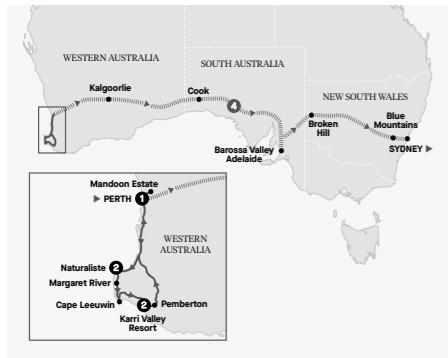 WESTERN AUSTRALIA
SOUTH AUSTRALIA
Kalgoorlie
Cook
4
NEW SOUTH WALES
Broken
Hill
Blue
Mountains
SYDNEY ▶
Barossa Valley
Adelaide
Mandoon Estate
▶ PERTH 1
WESTERN
AUSTRALIA
Naturaliste 2
Margaret River
Cape Leeuwin
2 Pemberton
Karri Valley
Resort